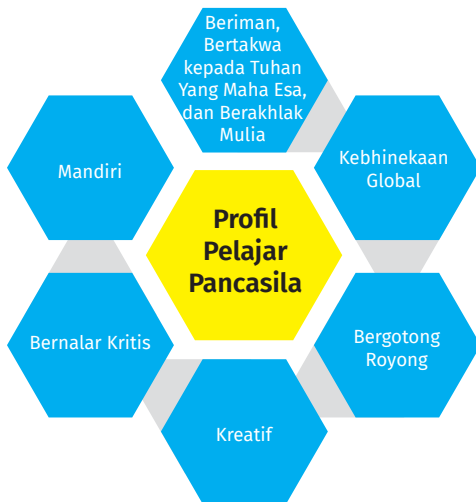 Beriman,
Bertakwa
kepada Tuhan
Yang Maha Esa,
dan Berakhlak
Mulia
Kebhinekaan
Global
Bergotong
Royong
Kreatif
Bernalar Kritis
Mandiri
Profil
Pelajar
Pancasila